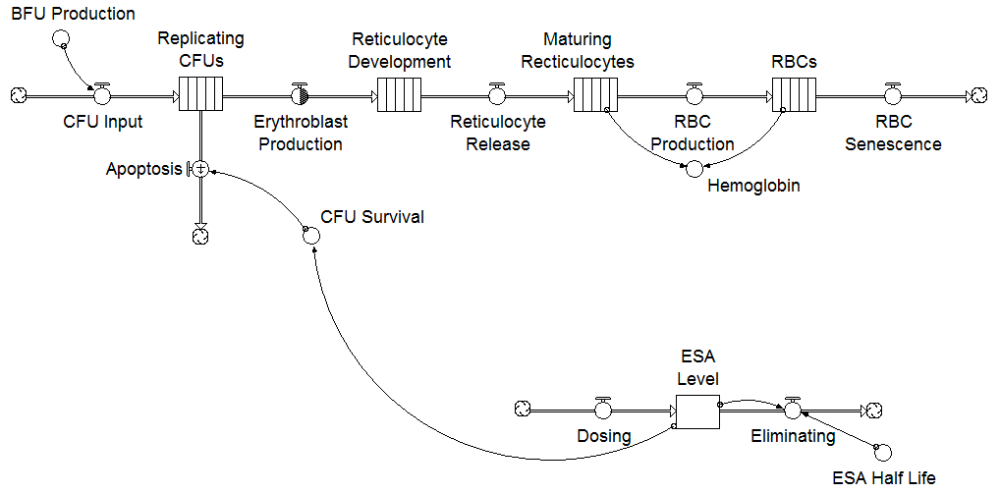 BFU Production
Replicating
CFUs
Reticulocyte
Development
Maturing
Recticulocytes
RBCs
CFU Input
Erythroblast
Production
Reticulocyte
Release
RBC
Production
RBC
Senescence
Apoptosis
Hemoglobin
CFU Survival
ESA
Level
Dosing
Eliminating
ESA Half Life